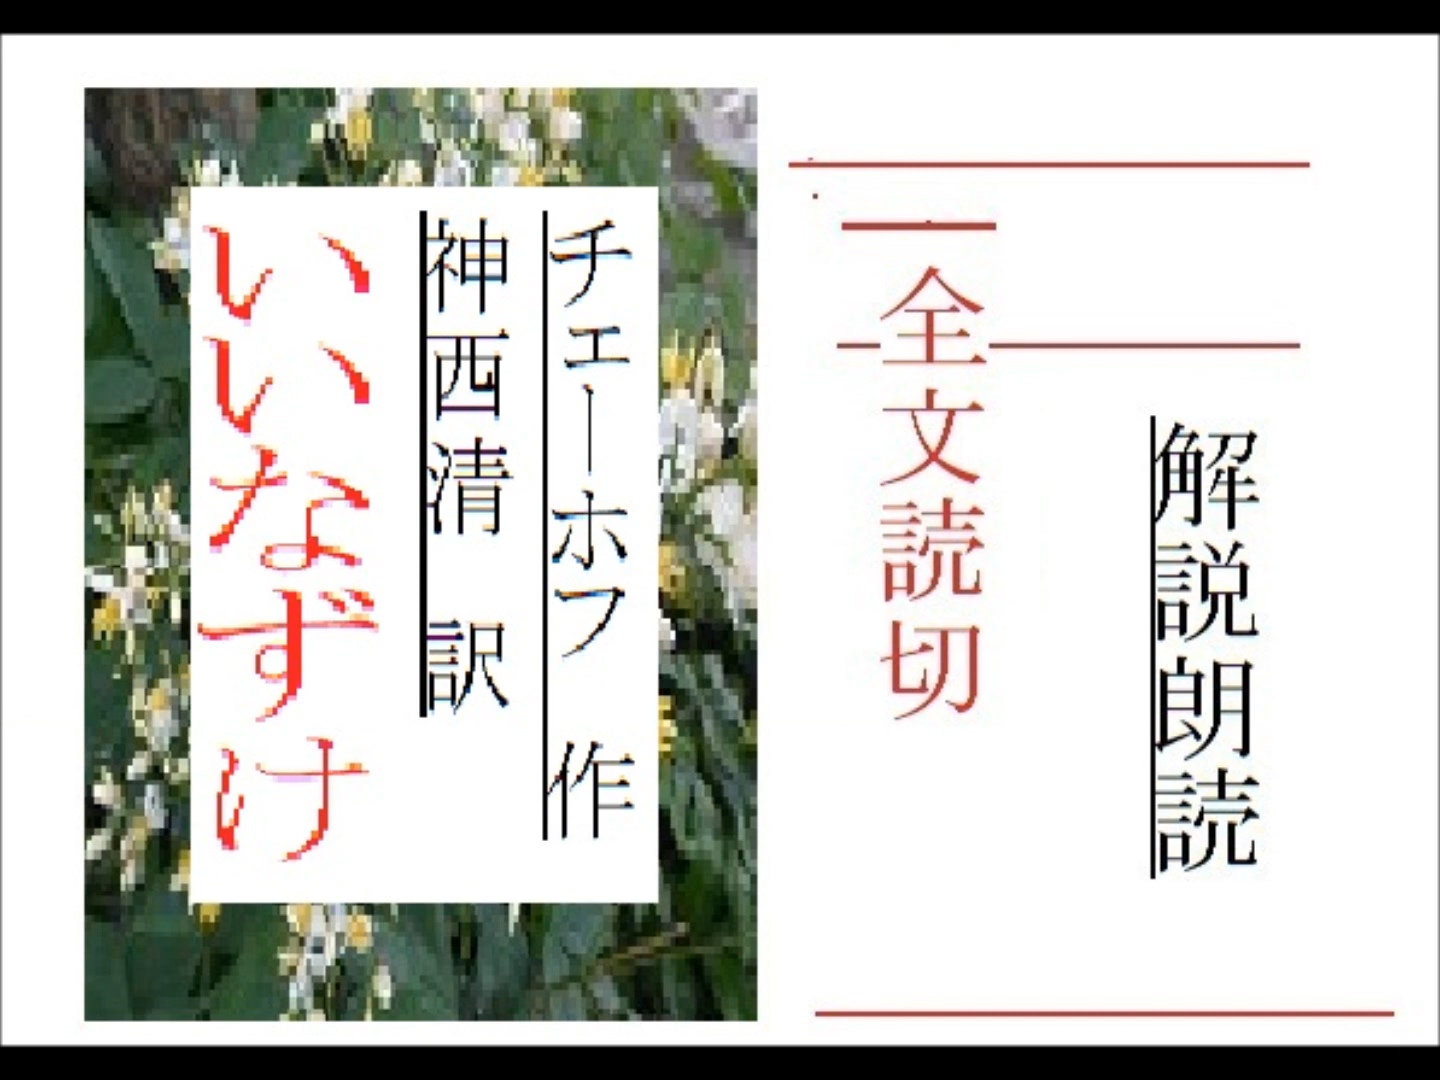 チェーホフ 作
神西清 訳
いいなずけ
解説朗読
全文読切